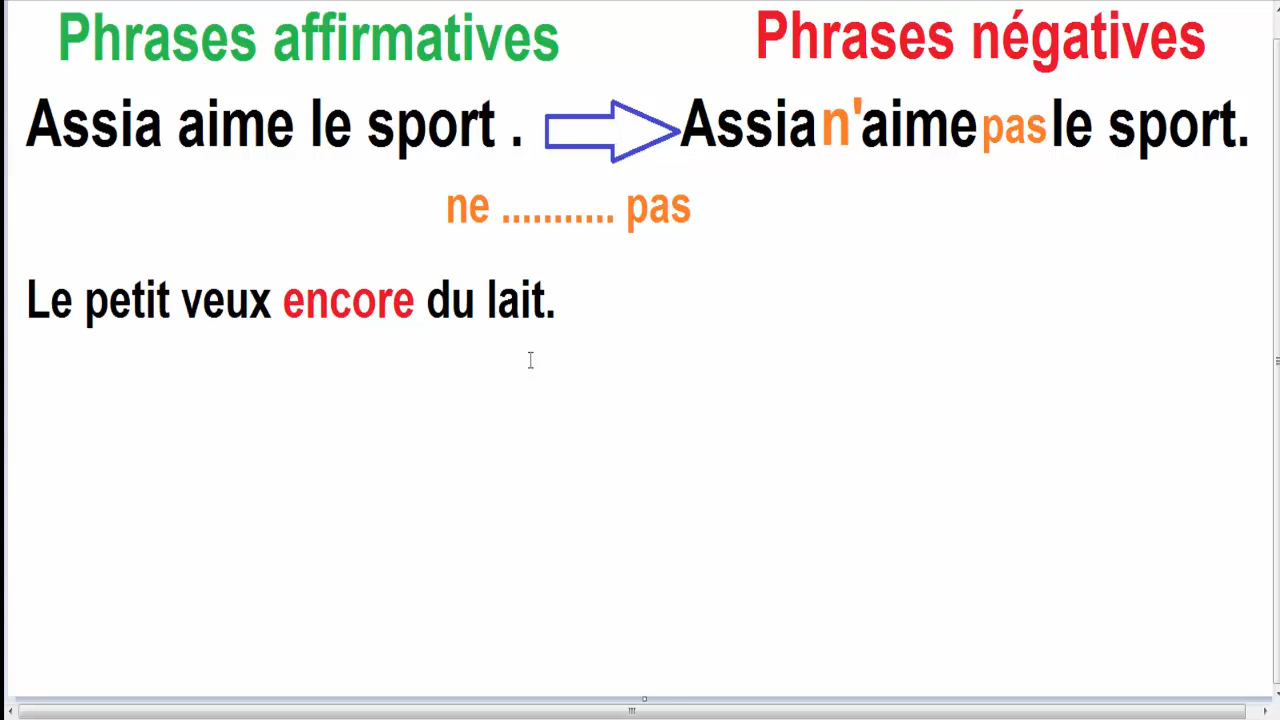 Phrases affirmatives Phrases négatives
Assia aime le sport . Assia n'aime pas le sport.
ne ........... pas
Le petit veux encore du lait.